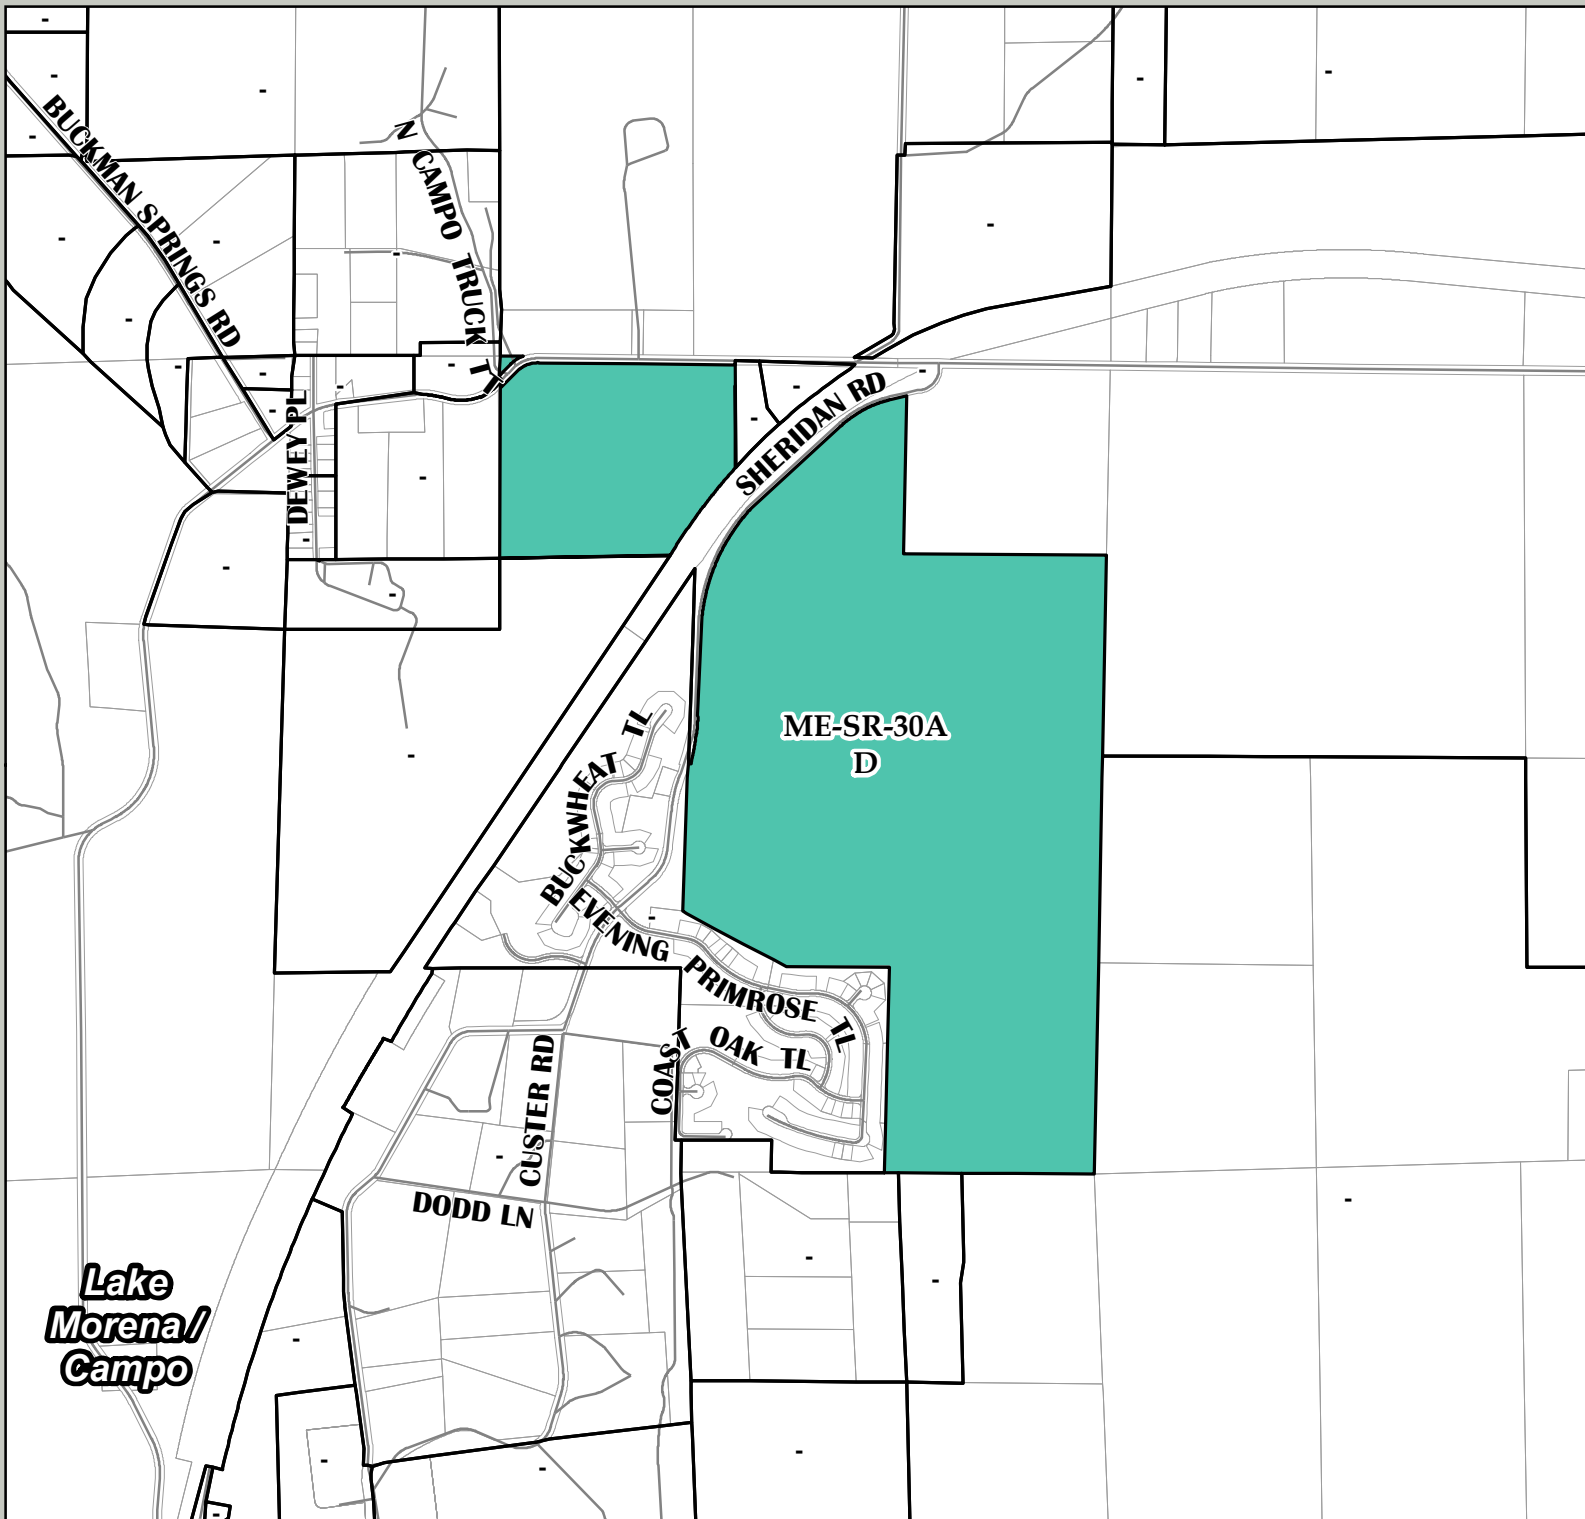 BUCKMAN SPRINGS RD
N CAMPO TRUCK TL
DEWEY PL
SHERIDAN RD
ME-SR-30A
D
BUCKWHEAT TL
EVENING PRIMROSE TL
COAST OAK TL
CUSTER RD
DODD LN
Lake
Morena /
Campo